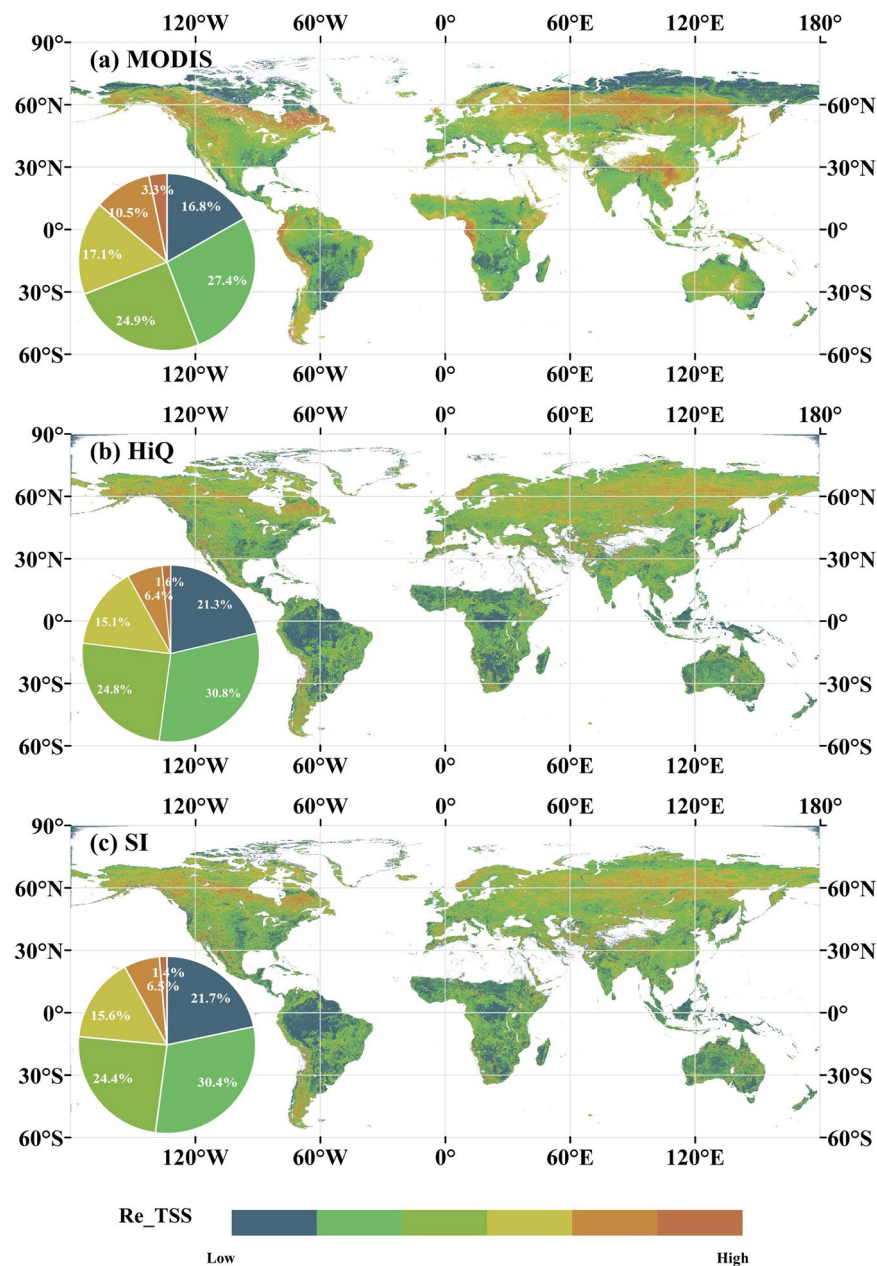 120°W 60°W 0° 60°E 120°E 180°
90° 90°
(a) MODIS
60°N 60°N
30°N 30°N
3.3%
10.5% 16.8%
0° 0°
17.1%
27.4%
30°S 30°S
24.9%
60°S 60°S
120°W 60°W 0° 60°E 120°E
120°W 60°W 0° 60°E 120°E 180°
90° 90°
(b) HiQ
60°N 60°N
30°N 30°N
1.6%
6.4% 21.3%
0° 0°
15.1%
30°S 30°S
24.8% 30.8%
60°S 60°S
120°W 60°W 0° 60°E 120°E
120°W 60°W 0° 60°E 120°E 180°
90° 90°
(c) SI
60°N 60°N
30°N 30°N
1.4%
6.5% 21.7%
0° 0°
15.6%
30°S 30°S
24.4% 30.4%
60°S 60°S
120°W 60°W 0° 60°E 120°E
Re_TSS
Low High